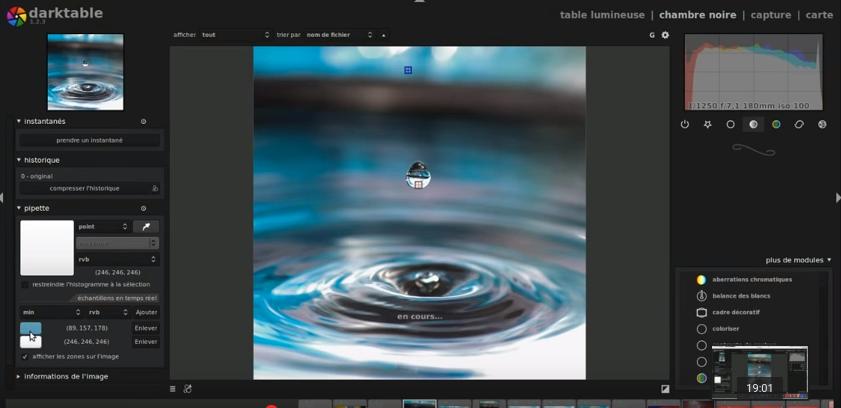 darktable
1.2.3
table lumineuse | chambre noire | capture | carte
afficher tout trier par nom de fichier G
1/1250 f/7,1 180mm iso 100
instantanés
prendre un instantané
historique
0 - original
compresser l'historique
pipette
point
rvb
(246, 246, 246)
restreindre l'histogramme à la sélection
échantillons en temps réel
min rvb Ajouter
(89, 157, 178) Enlever
(246, 246, 246) Enlever
afficher les zones sur l'image
informations de l'image
en cours...
plus de modules
aberrations chromatiques
balance des blancs
cadre décoratif
coloriser
19:01